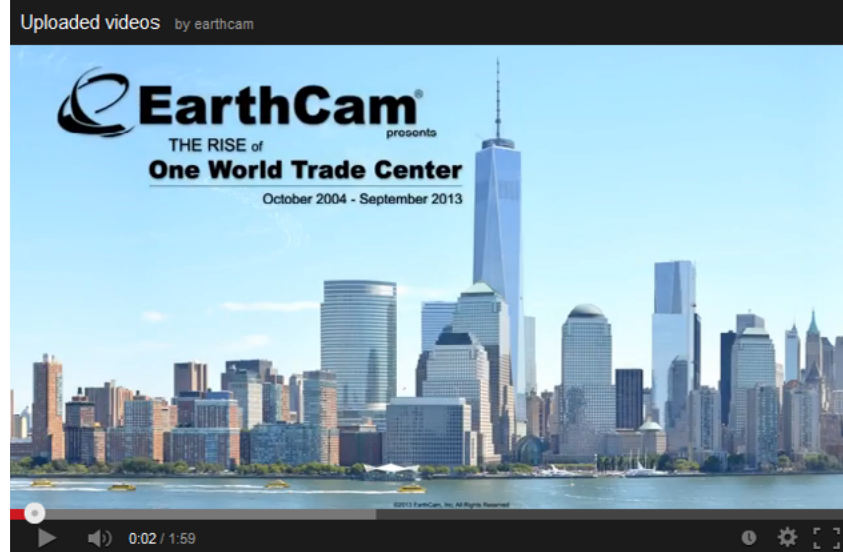 Uploaded videos by earthcam
EarthCam®
presents
THE RISE of
One World Trade Center
October 2004 - September 2013
©2013 EarthCam, Inc. All Rights Reserved
0:02 / 1:59